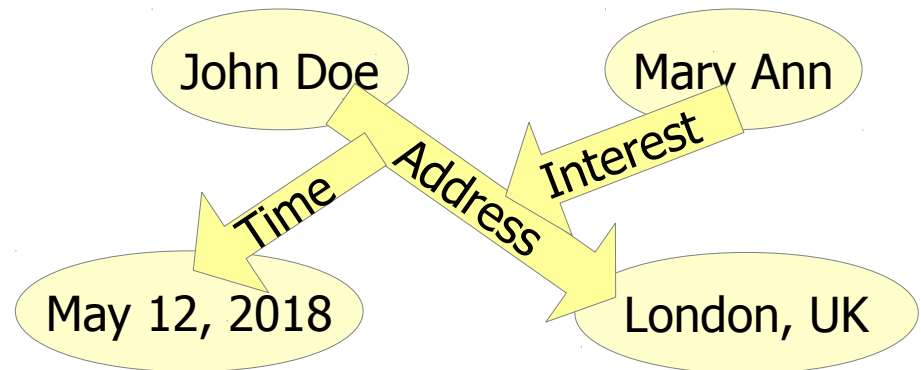 John Doe
Mary Ann
Address
Interest
Time
May 12, 2018
London, UK